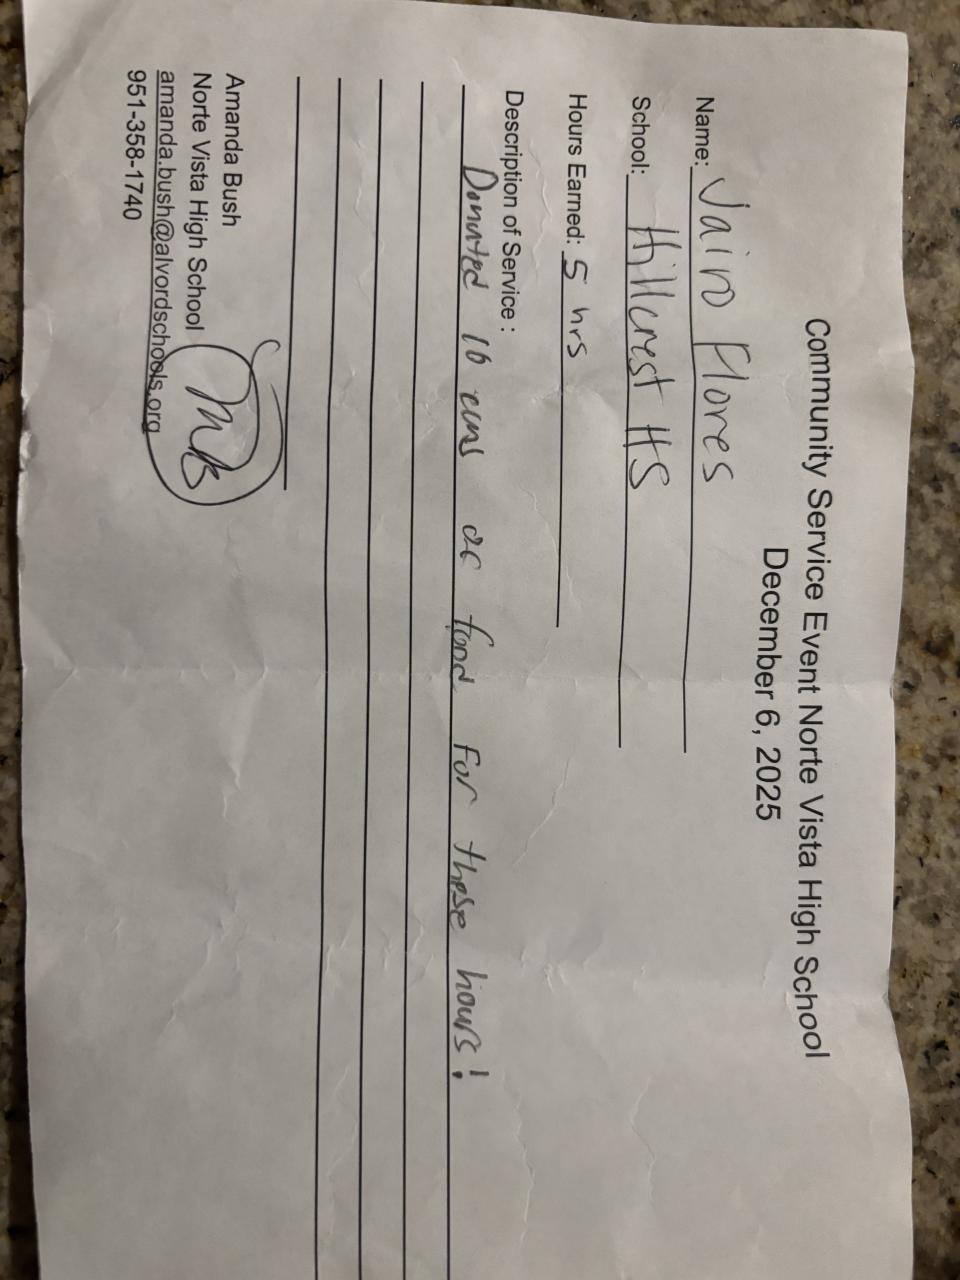 Community Service Event Norte Vista High School
December 6, 2025
Name: Jairo Flores
School: Hillcrest HS
Hours Earned: 5 hrs
Description of Service :
Donated 16 cans of food for these hours!
Amanda Bush
Norte Vista High School
amanda.bush@alvordschools.org
951-358-1740